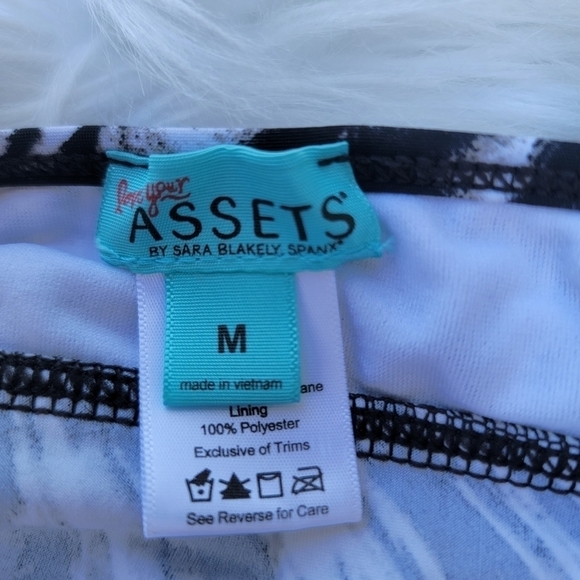 love your
ASSETS
BY SARA BLAKELY, SPANX
M
made in vietnam
ane
Lining
100% Polyester
Exclusive of Trims
See Reverse for Care